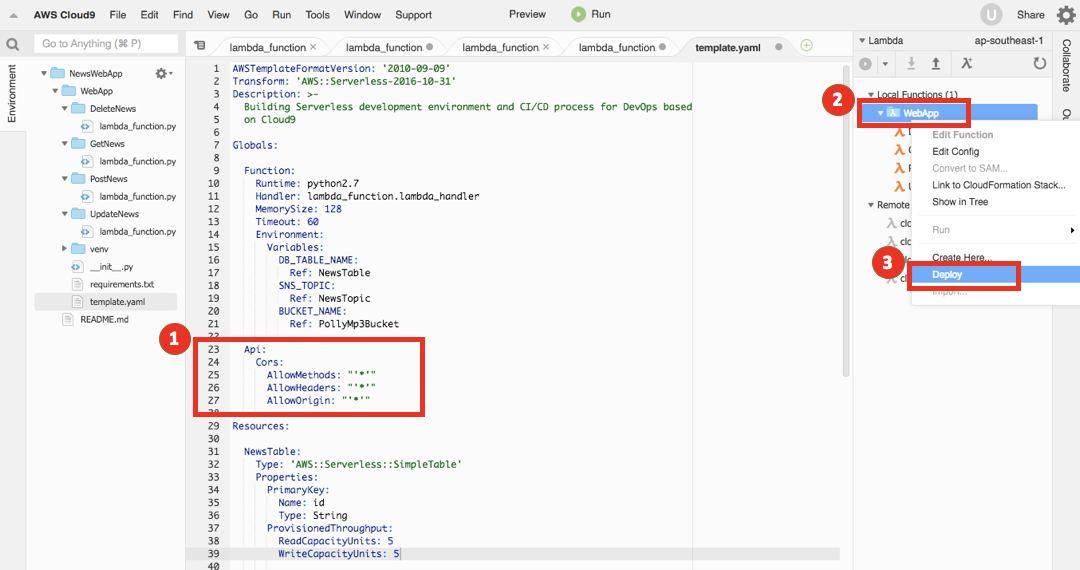 AWS Cloud9 File Edit Find View Go Run Tools Window Support Preview Run U Share
Go to Anything (⌘ P)
lambda_function
lambda_function
lambda_function
lambda_function
template.yaml
Environment
NewsWebApp
WebApp
DeleteNews
lambda_function.py
GetNews
lambda_function.py
PostNews
lambda_function.py
UpdateNews
lambda_function.py
venv
__init__.py
requirements.txt
template.yaml
README.md
1 AWSTemplateFormatVersion: '2010-09-09'
2 Transform: 'AWS::Serverless-2016-10-31'
3 Description: >-
4 Building Serverless development environment and CI/CD process for DevOps based
5 on Cloud9
6
7 Globals:
8
9 Function:
10 Runtime: python2.7
11 Handler: lambda_function.lambda_handler
12 MemorySize: 128
13 Timeout: 60
14 Environment:
15 Variables:
16 DB_TABLE_NAME:
17 Ref: NewsTable
18 SNS_TOPIC:
19 Ref: NewsTopic
20 BUCKET_NAME:
21 Ref: PollyMp3Bucket
22
1
23 Api:
24 Cors:
25 AllowMethods: "'*'"
26 AllowHeaders: "'*'"
27 AllowOrigin: "'*'"
28
29 Resources:
30
31 NewsTable:
32 Type: 'AWS::Serverless::SimpleTable'
33 Properties:
34 PrimaryKey:
35 Name: id
36 Type: String
37 ProvisionedThroughput:
38 ReadCapacityUnits: 5
39 WriteCapacityUnits: 5
40
Lambda ap-southeast-1
Local Functions (1)
2
WebApp
Edit Function
Edit Config
Convert to SAM...
Link to CloudFormation Stack...
Show in Tree
Remote
Run
clo
clo
Create Here...
3
Deploy
Import...
Collaborate